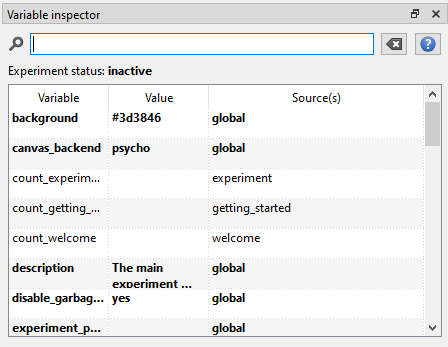 Variable inspector
Experiment status: inactive
Variable Value Source(s)
background #3d3846 global
canvas_backend psycho global
count_experim... experiment
count_getting_... getting_started
count_welcome welcome
description The main global
experiment ...
disable_garbag... yes global
experiment_p... global